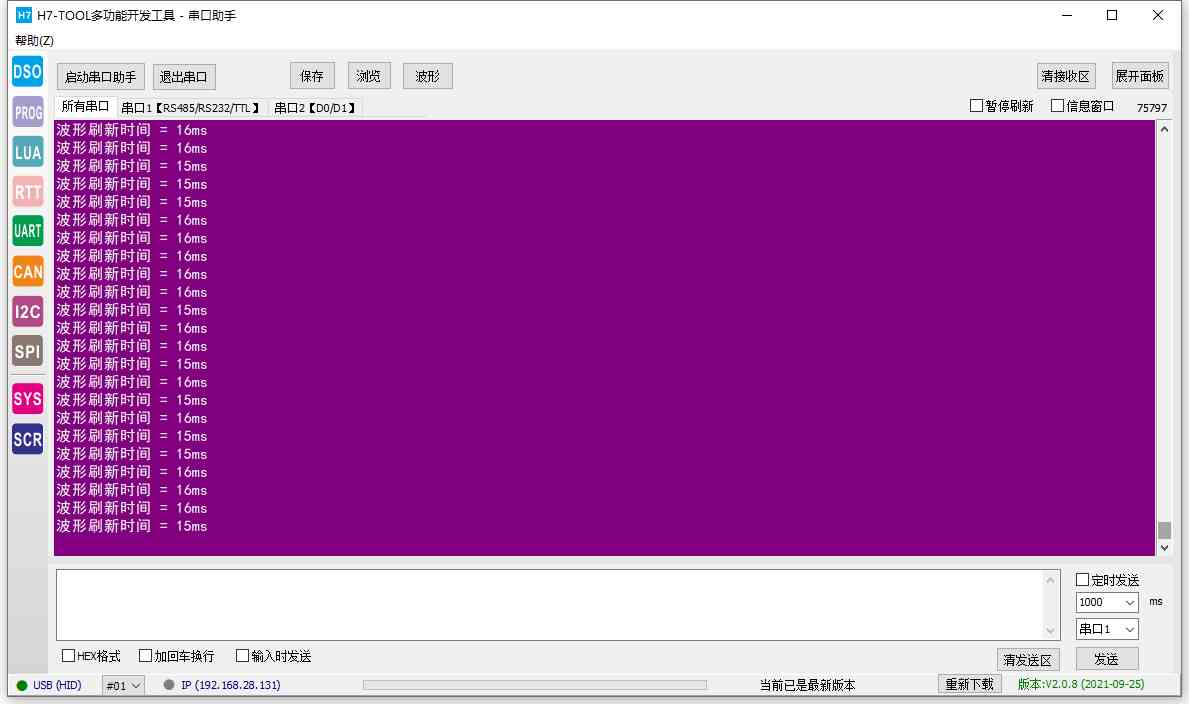 H7 H7-TOOL多功能开发工具 - 串口助手
帮助(Z)
DSO
PROG
LUA
RTT
UART
CAN
I2C
SPI
SYS
SCR
启动串口助手 退出串口 保存 浏览 波形 清接收区 展开面板
所有串口 串口1【RS485/RS232/TTL】 串口2【D0/D1】 暂停刷新 信息窗口 75797
波形刷新时间 = 16ms
波形刷新时间 = 16ms
波形刷新时间 = 15ms
波形刷新时间 = 15ms
波形刷新时间 = 15ms
波形刷新时间 = 16ms
波形刷新时间 = 16ms
波形刷新时间 = 16ms
波形刷新时间 = 16ms
波形刷新时间 = 16ms
波形刷新时间 = 15ms
波形刷新时间 = 16ms
波形刷新时间 = 16ms
波形刷新时间 = 15ms
波形刷新时间 = 16ms
波形刷新时间 = 15ms
波形刷新时间 = 16ms
波形刷新时间 = 15ms
波形刷新时间 = 15ms
波形刷新时间 = 16ms
波形刷新时间 = 16ms
波形刷新时间 = 16ms
波形刷新时间 = 15ms
定时发送
1000 ms
串口1
HEX格式 加回车换行 输入时发送 清发送区 发送
USB (HID) #01 IP (192.168.28.131) 当前已是最新版本 重新下载 版本:V2.0.8 (2021-09-25)